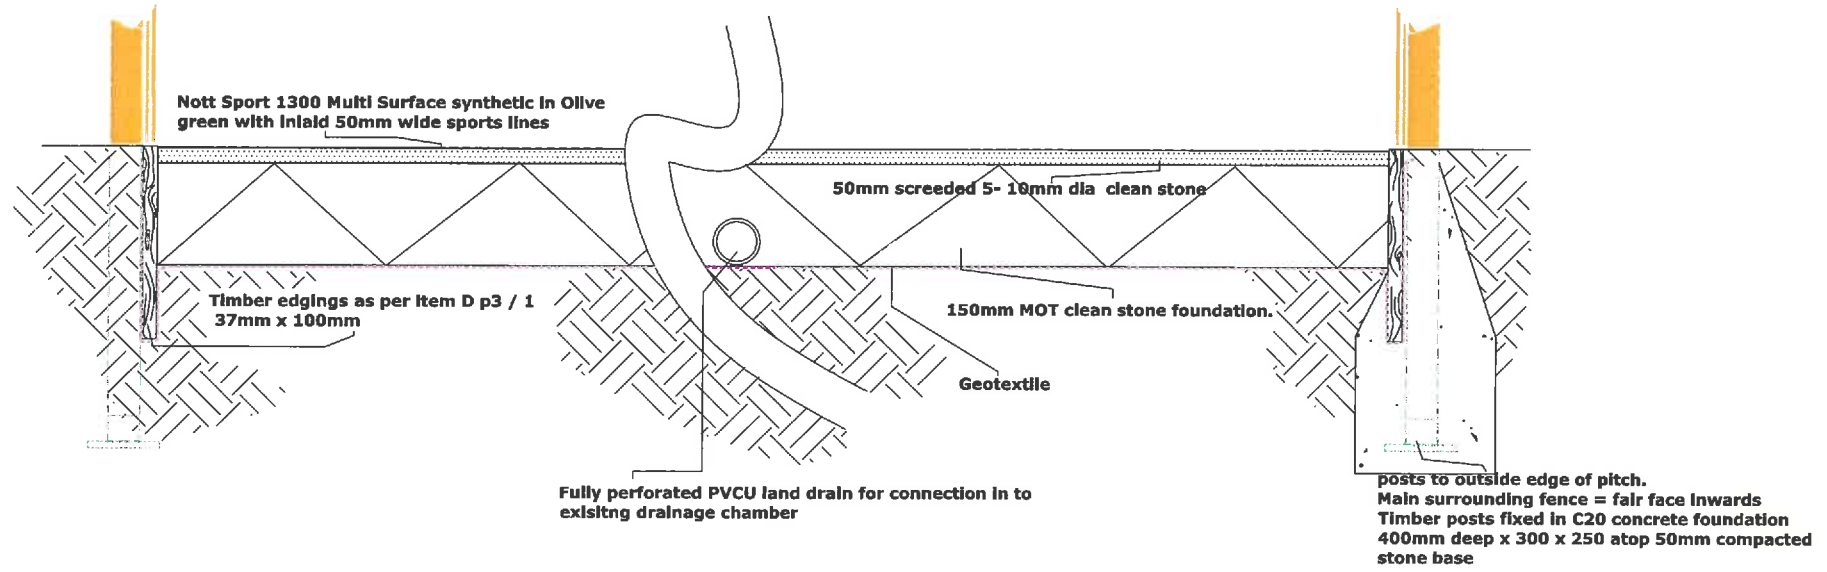 Nott Sport 1300 Multi Surface synthetic in Olive
green with inlaid 50mm wide sports lines
50mm screeded 5- 10mm dia clean stone
Timber edgings as per item D p3 / 1
37mm x 100mm
150mm MOT clean stone foundation.
Geotextile
Fully perforated PVCU land drain for connection in to
exisitng drainage chamber
posts to outside edge of pitch.
Main surrounding fence = fair face inwards
Timber posts fixed in C20 concrete foundation
400mm deep x 300 x 250 atop 50mm compacted
stone base